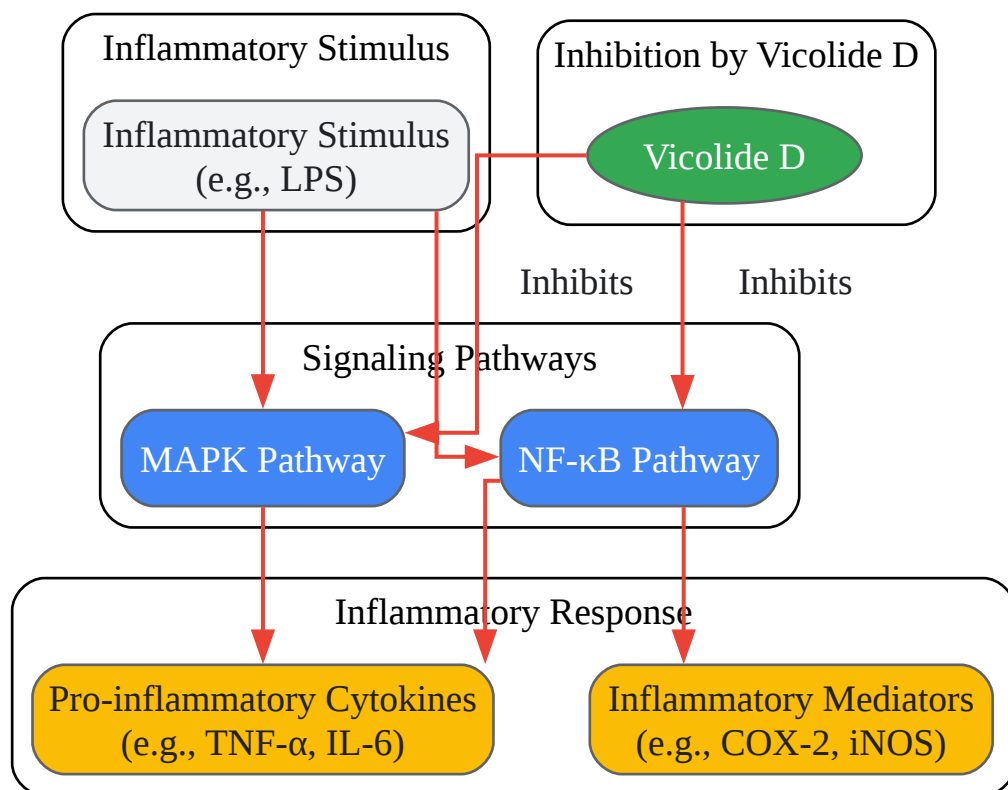 Inflammatory Stimulus
Inhibition by Vicolide D
Inflammatory Stimulus
(e.g., LPS)
Vicolide D
Inhibits
Inhibits
Signaling Pathways
MAPK Pathway
NF-κB Pathway
Inflammatory Response
Pro-inflammatory Cytokines
(e.g., TNF-α, IL-6)
Inflammatory Mediators
(e.g., COX-2, iNOS)